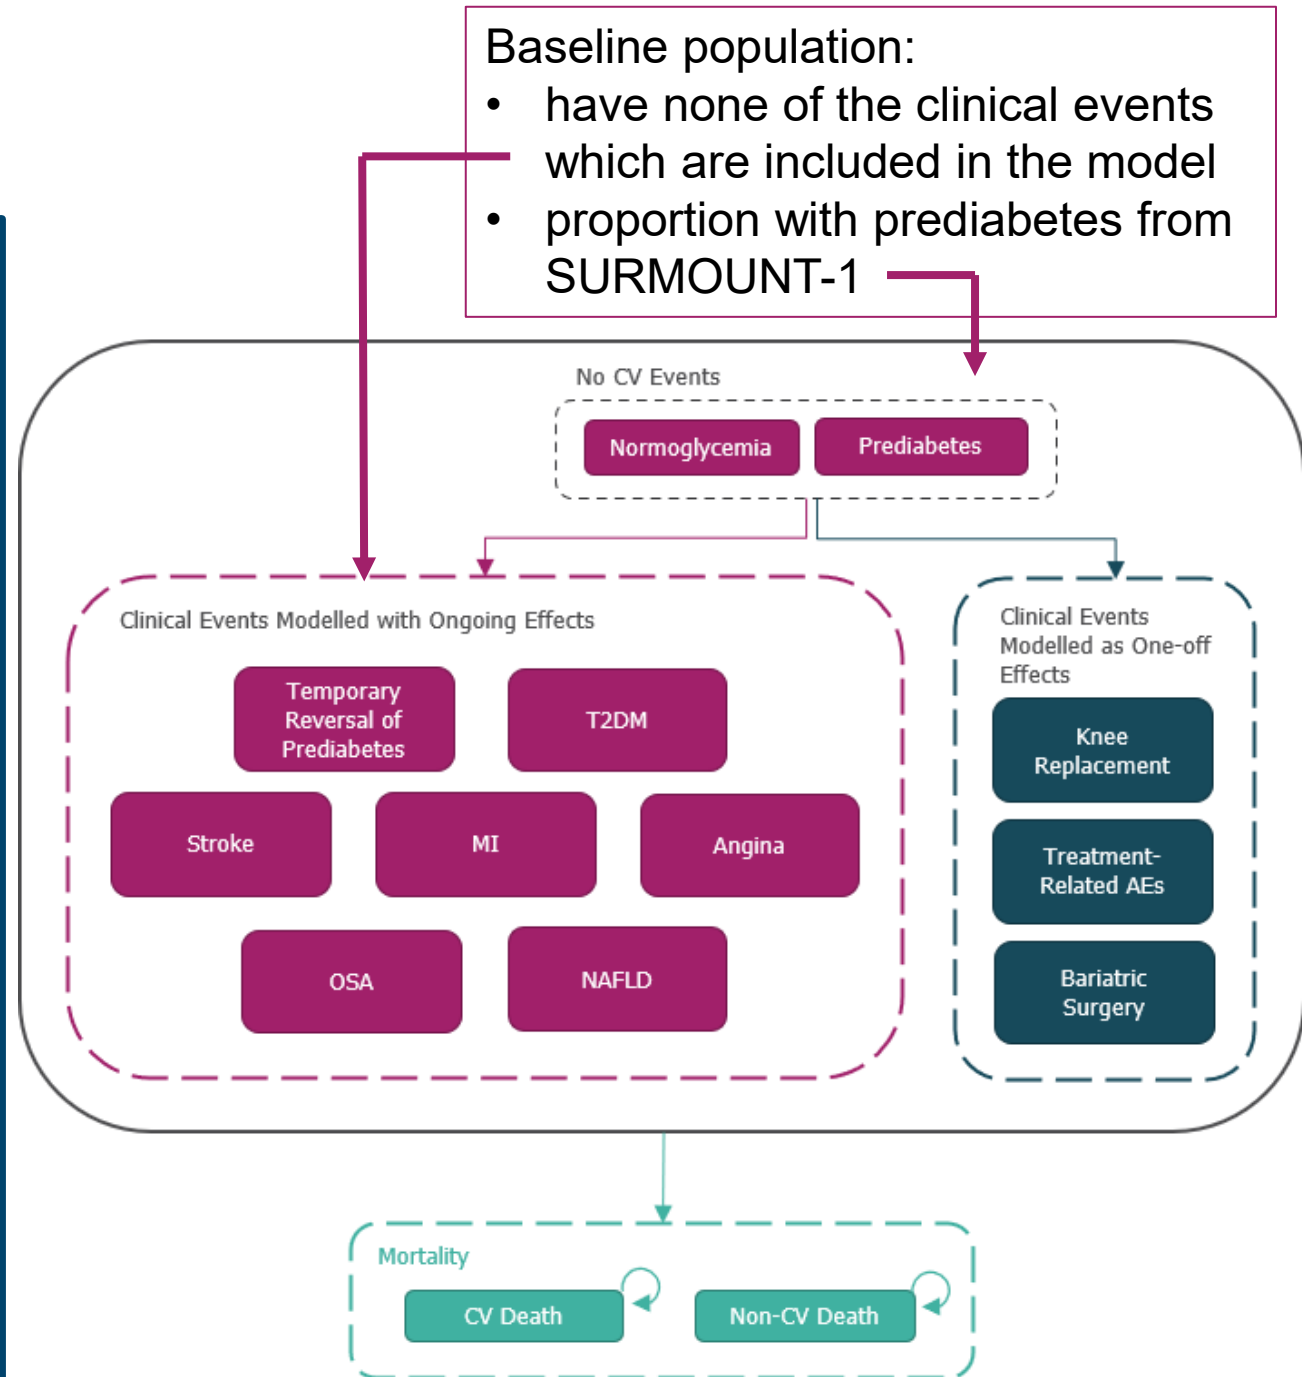 Baseline population:
• have none of the clinical events
which are included in the model
• proportion with prediabetes from
SURMOUNT-1
No CV Events
Normoglycemia
Prediabetes
Clinical Events Modelled with Ongoing Effects
Temporary
Reversal of
Prediabetes
T2DM
Stroke
MI
Angina
OSA
NAFLD
Clinical Events
Modelled as One-off
Effects
Knee
Replacement
Treatment-
Related AEs
Bariatric
Surgery
Mortality
CV Death
Non-CV Death